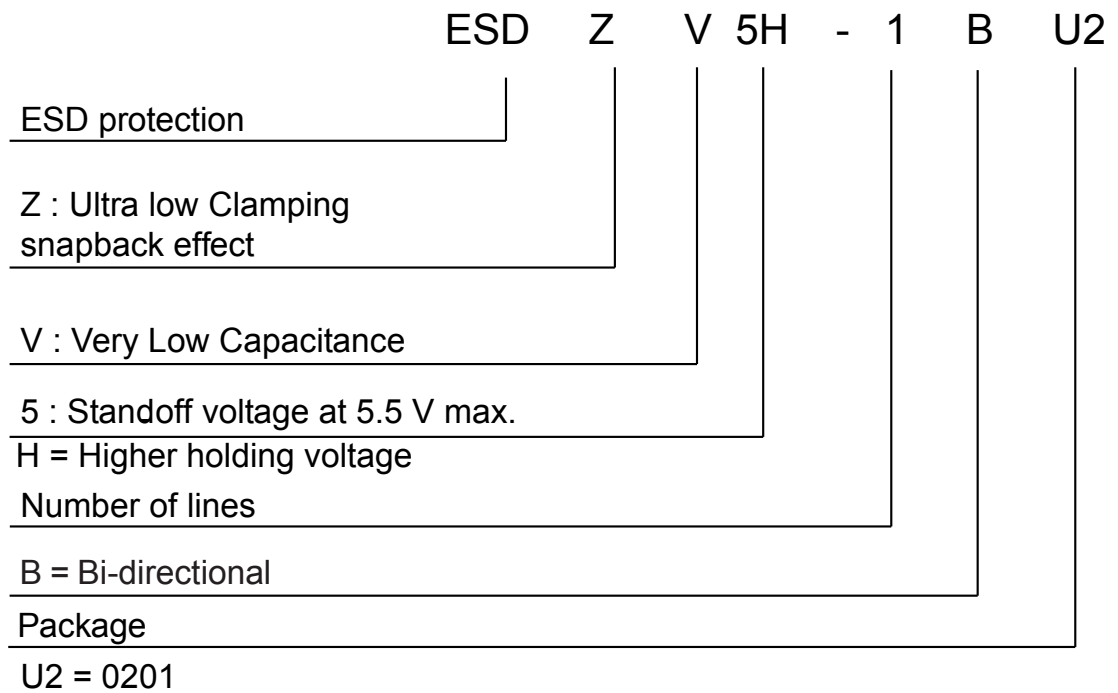 ESD Z V 5H - 1 B U2
ESD protection
Z : Ultra low Clamping
snapback effect
V : Very Low Capacitance
5 : Standoff voltage at 5.5 V max.
H = Higher holding voltage
Number of lines
B = Bi-directional
Package
U2 = 0201